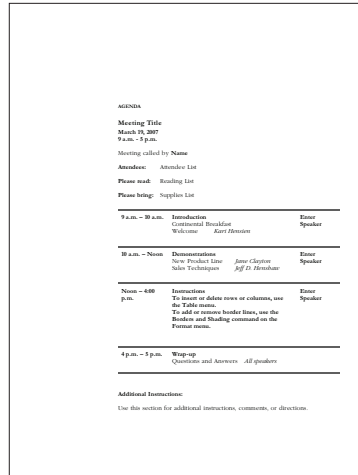 AGENDA
Meeting Title
March 19, 2007
9 a.m. - 5 p.m.
Meeting called by Name
Attendees: Attendee List
Please read: Reading List
Please bring: Supplies List
9 a.m. – 10 a.m. Introduction Enter
Continental Breakfast Speaker
Welcome Kari Hensien
10 a.m. – Noon Demonstrations Enter
New Product Line Jane Clayton Speaker
Sales Techniques Jeff D. Henshaw
Noon – 4:00 Instructions Enter
p.m. To insert or delete rows or columns, use Speaker
the Table menu.
To add or remove border lines, use the
Borders and Shading command on the
Format menu.
4 p.m. – 5 p.m. Wrap-up
Questions and Answers All speakers
Additional Instructions:
Use this section for additional instructions, comments, or directions.